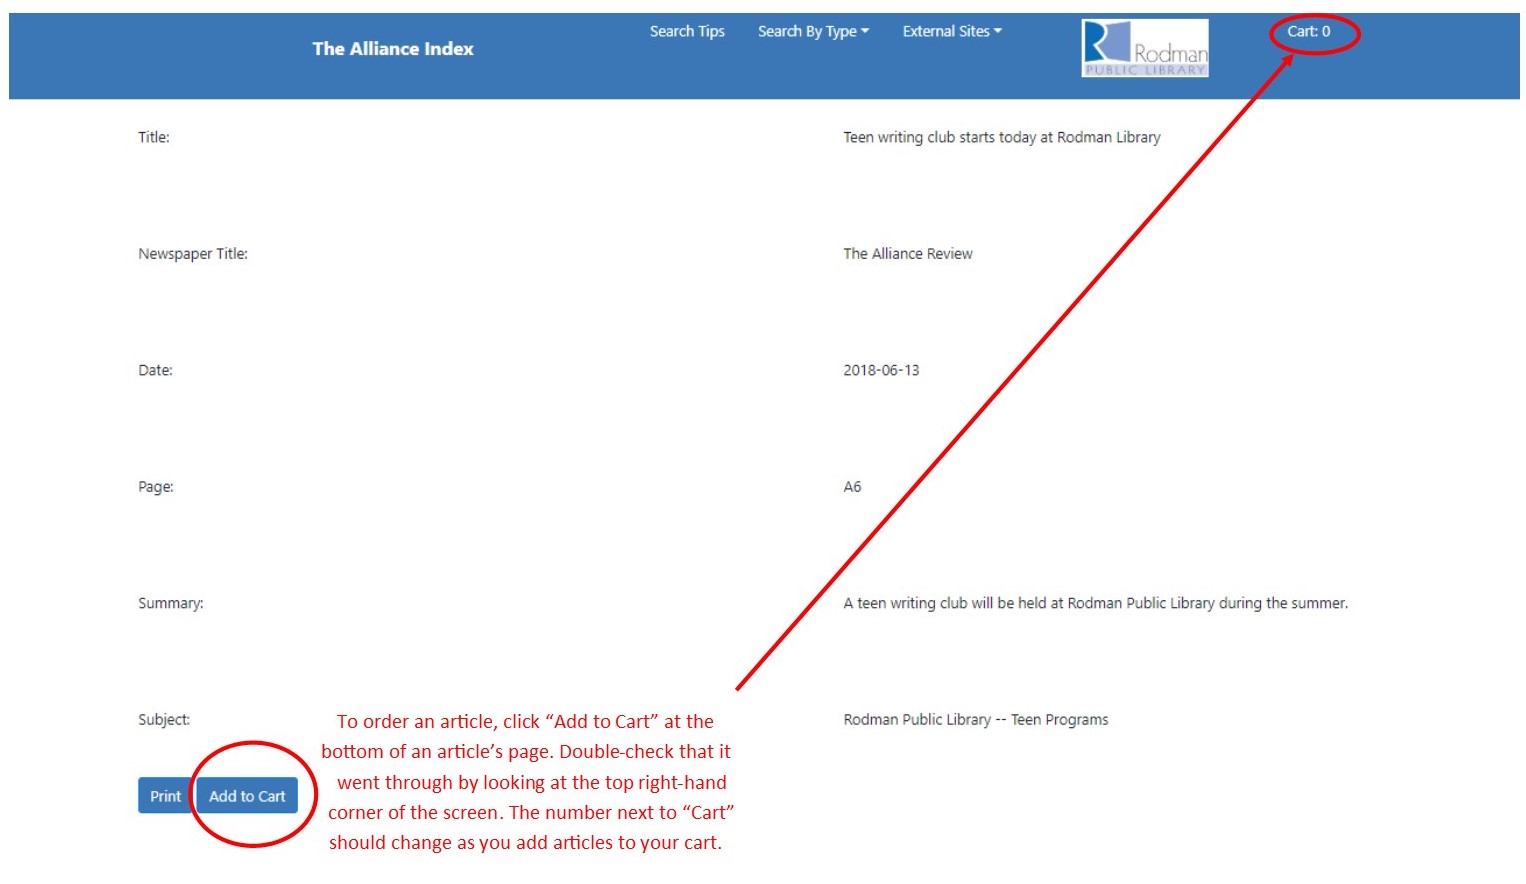 The Alliance Index
Search Tips
Search By Type
External Sites
Rodman
PUBLIC LIBRARY
Cart: 0
Title:
Teen writing club starts today at Rodman Library
Newspaper Title:
The Alliance Review
Date:
2018-06-13
Page:
A6
Summary:
A teen writing club will be held at Rodman Public Library during the summer.
Subject:
Rodman Public Library -- Teen Programs
To order an article, click “Add to Cart” at the
bottom of an article’s page. Double-check that it
went through by looking at the top right-hand
corner of the screen. The number next to “Cart”
should change as you add articles to your cart.
Print
Add to Cart